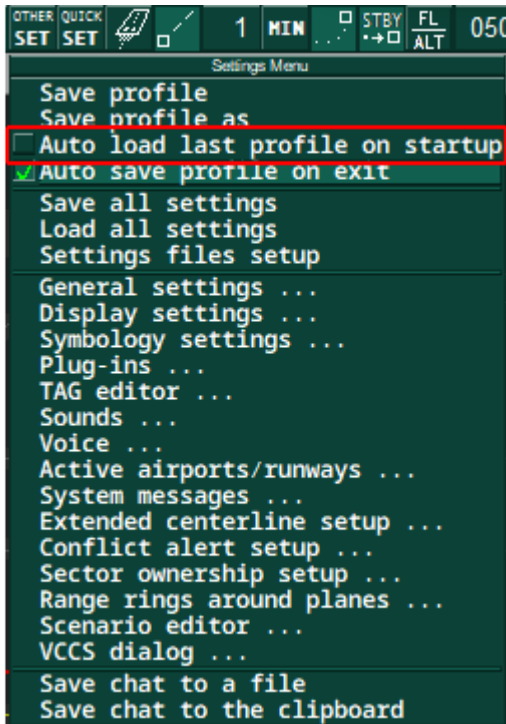 OTHER SET QUICK SET 1 MIN STBY FL ALT 050
Settings Menu
Save profile
Save profile as
Auto load last profile on startup
Auto save profile on exit
Save all settings
Load all settings
Settings files setup
General settings ...
Display settings ...
Symbology settings ...
Plug-ins ...
TAG editor ...
Sounds ...
Voice ...
Active airports/runways ...
System messages ...
Extended centerline setup ...
Conflict alert setup ...
Sector ownership setup ...
Range rings around planes ...
Scenario editor ...
VCCS dialog ...
Save chat to a file
Save chat to the clipboard